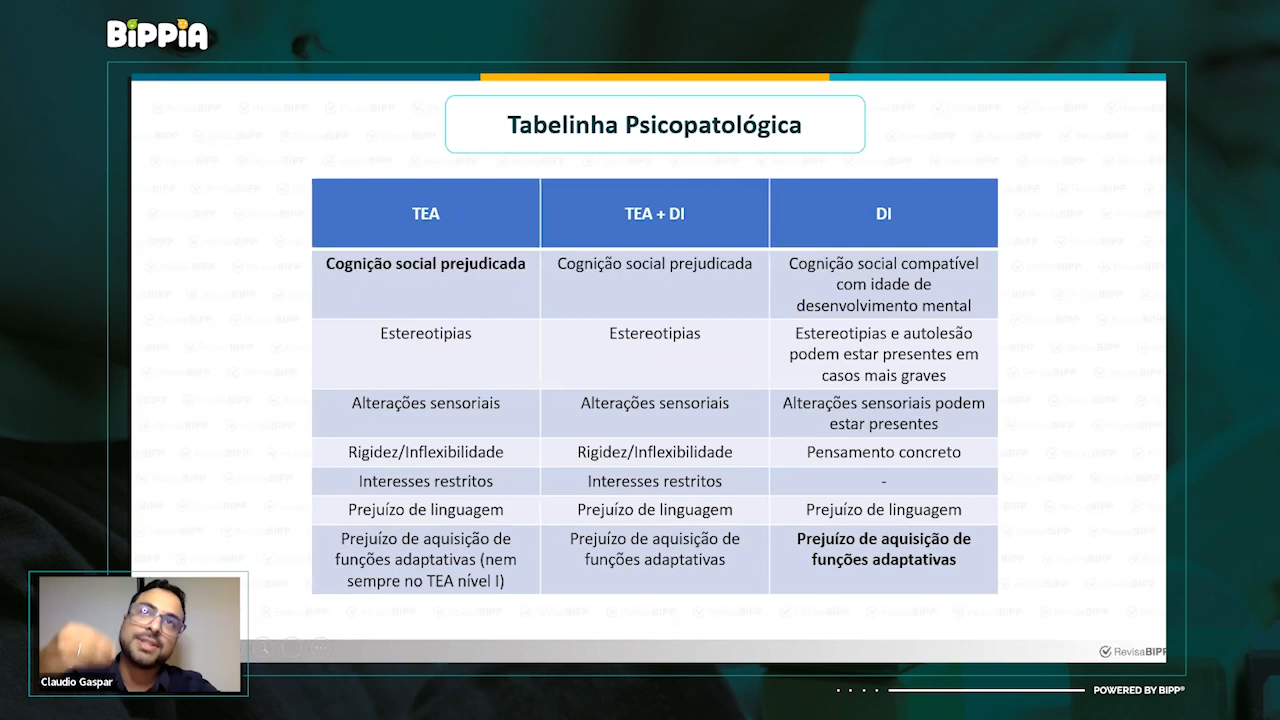 BiPPiA
Tabelinha Psicopatológica
TEA
TEA + DI
DI
Cognição social prejudicada
Cognição social prejudicada
Cognição social compatível
com idade de
desenvolvimento mental
Estereotipias
Estereotipias
Estereotipias e autolesão
podem estar presentes em
casos mais graves
Alterações sensoriais
Alterações sensoriais
Alterações sensoriais podem
estar presentes
Rigidez/Inflexibilidade
Rigidez/Inflexibilidade
Pensamento concreto
Interesses restritos
Interesses restritos
-
Prejuízo de linguagem
Prejuízo de linguagem
Prejuízo de linguagem
Prejuízo de aquisição de
funções adaptativas (nem
sempre no TEA nível I)
Prejuízo de aquisição de
funções adaptativas
Prejuízo de aquisição de
funções adaptativas
Claudio Gaspar
RevisaBIPP
POWERED BY BIPP®